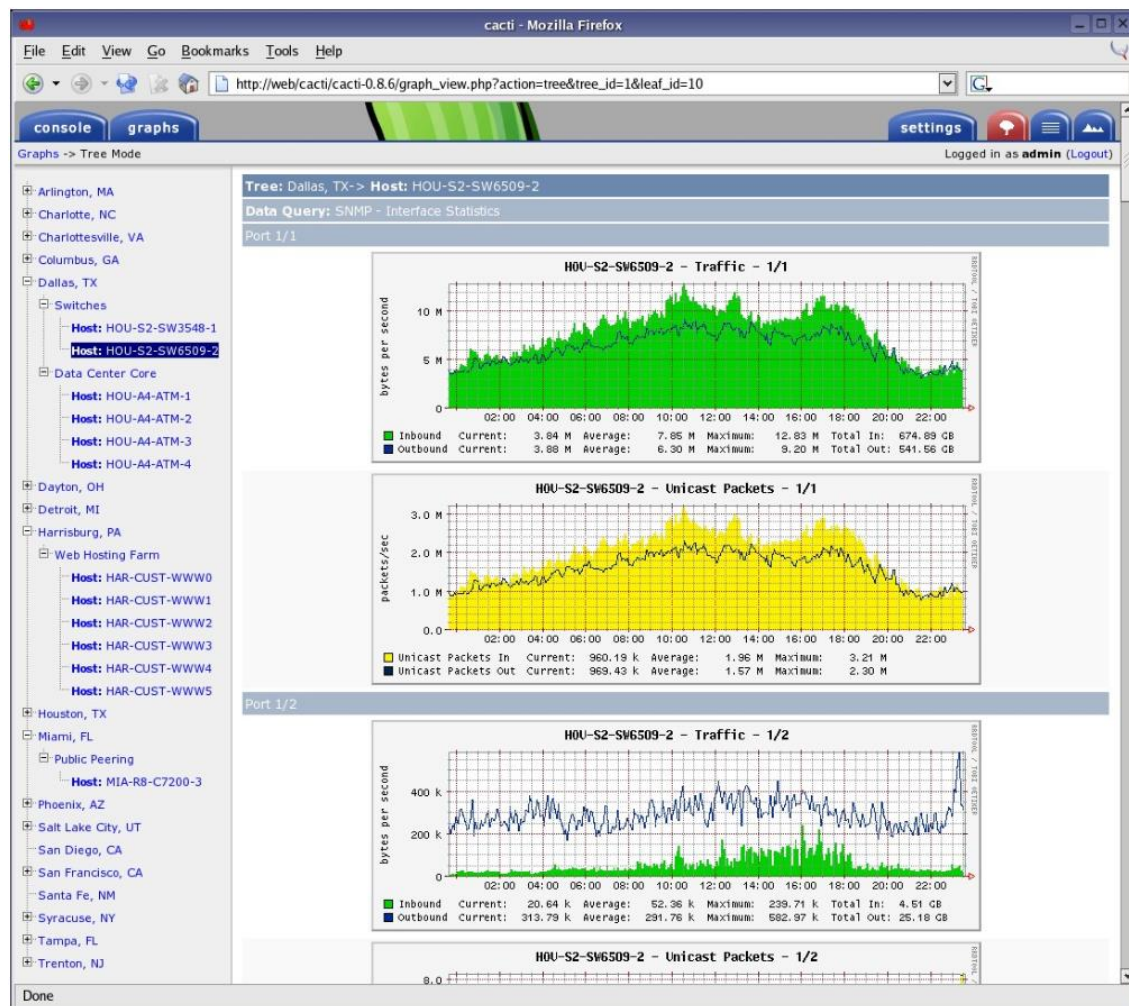 cacti - Mozilla Firefox
File Edit View Go Bookmarks Tools Help
http://web/cacti/cacti-0.8.6/graph_view.php?action=tree&tree_id=1&leaf_id=10
G
console graphs settings
Graphs -> Tree Mode Logged in as admin (Logout)
Arlington, MA
Charlotte, NC
Charlottesville, VA
Columbus, GA
Dallas, TX
Switches
Host: HOU-S2-SW3548-1
Host: HOU-S2-SW6509-2
Data Center Core
Host: HOU-A4-ATM-1
Host: HOU-A4-ATM-2
Host: HOU-A4-ATM-3
Host: HOU-A4-ATM-4
Dayton, OH
Detroit, MI
Harrisburg, PA
Web Hosting Farm
Host: HAR-CUST-WWW0
Host: HAR-CUST-WWW1
Host: HAR-CUST-WWW2
Host: HAR-CUST-WWW3
Host: HAR-CUST-WWW4
Host: HAR-CUST-WWW5
Houston, TX
Miami, FL
Public Peering
Host: MIA-R8-C7200-3
Phoenix, AZ
Salt Lake City, UT
San Diego, CA
San Francisco, CA
Santa Fe, NM
Syracuse, NY
Tampa, FL
Trenton, NJ
Tree: Dallas, TX-> Host: HOU-S2-SW6509-2
Data Query: SNMP - Interface Statistics
Port 1/1
HOU-S2-SW6509-2 - Traffic - 1/1
RRDTOOL / TOBI OETIKER
bytes per second
10 M
5 M
0
02:00 04:00 06:00 08:00 10:00 12:00 14:00 16:00 18:00 20:00 22:00
Inbound Current: 3.84 M Average: 7.85 M Maximum: 12.83 M Total In: 674.89 GB
Outbound Current: 3.88 M Average: 6.30 M Maximum: 9.20 M Total Out: 541.56 GB
HOU-S2-SW6509-2 - Unicast Packets - 1/1
RRDTOOL / TOBI OETIKER
packets/sec
3.0 M
2.0 M
1.0 M
0.0
02:00 04:00 06:00 08:00 10:00 12:00 14:00 16:00 18:00 20:00 22:00
Unicast Packets In Current: 960.19 k Average: 1.96 M Maximum: 3.21 M
Unicast Packets Out Current: 969.43 k Average: 1.57 M Maximum: 2.30 M
Port 1/2
HOU-S2-SW6509-2 - Traffic - 1/2
RRDTOOL / TOBI OETIKER
bytes per second
400 k
200 k
0
02:00 04:00 06:00 08:00 10:00 12:00 14:00 16:00 18:00 20:00 22:00
Inbound Current: 20.64 k Average: 52.36 k Maximum: 239.71 k Total In: 4.51 GB
Outbound Current: 313.79 k Average: 291.76 k Maximum: 582.97 k Total Out: 25.18 GB
HOU-S2-SW6509-2 - Unicast Packets - 1/2
8.0
Done